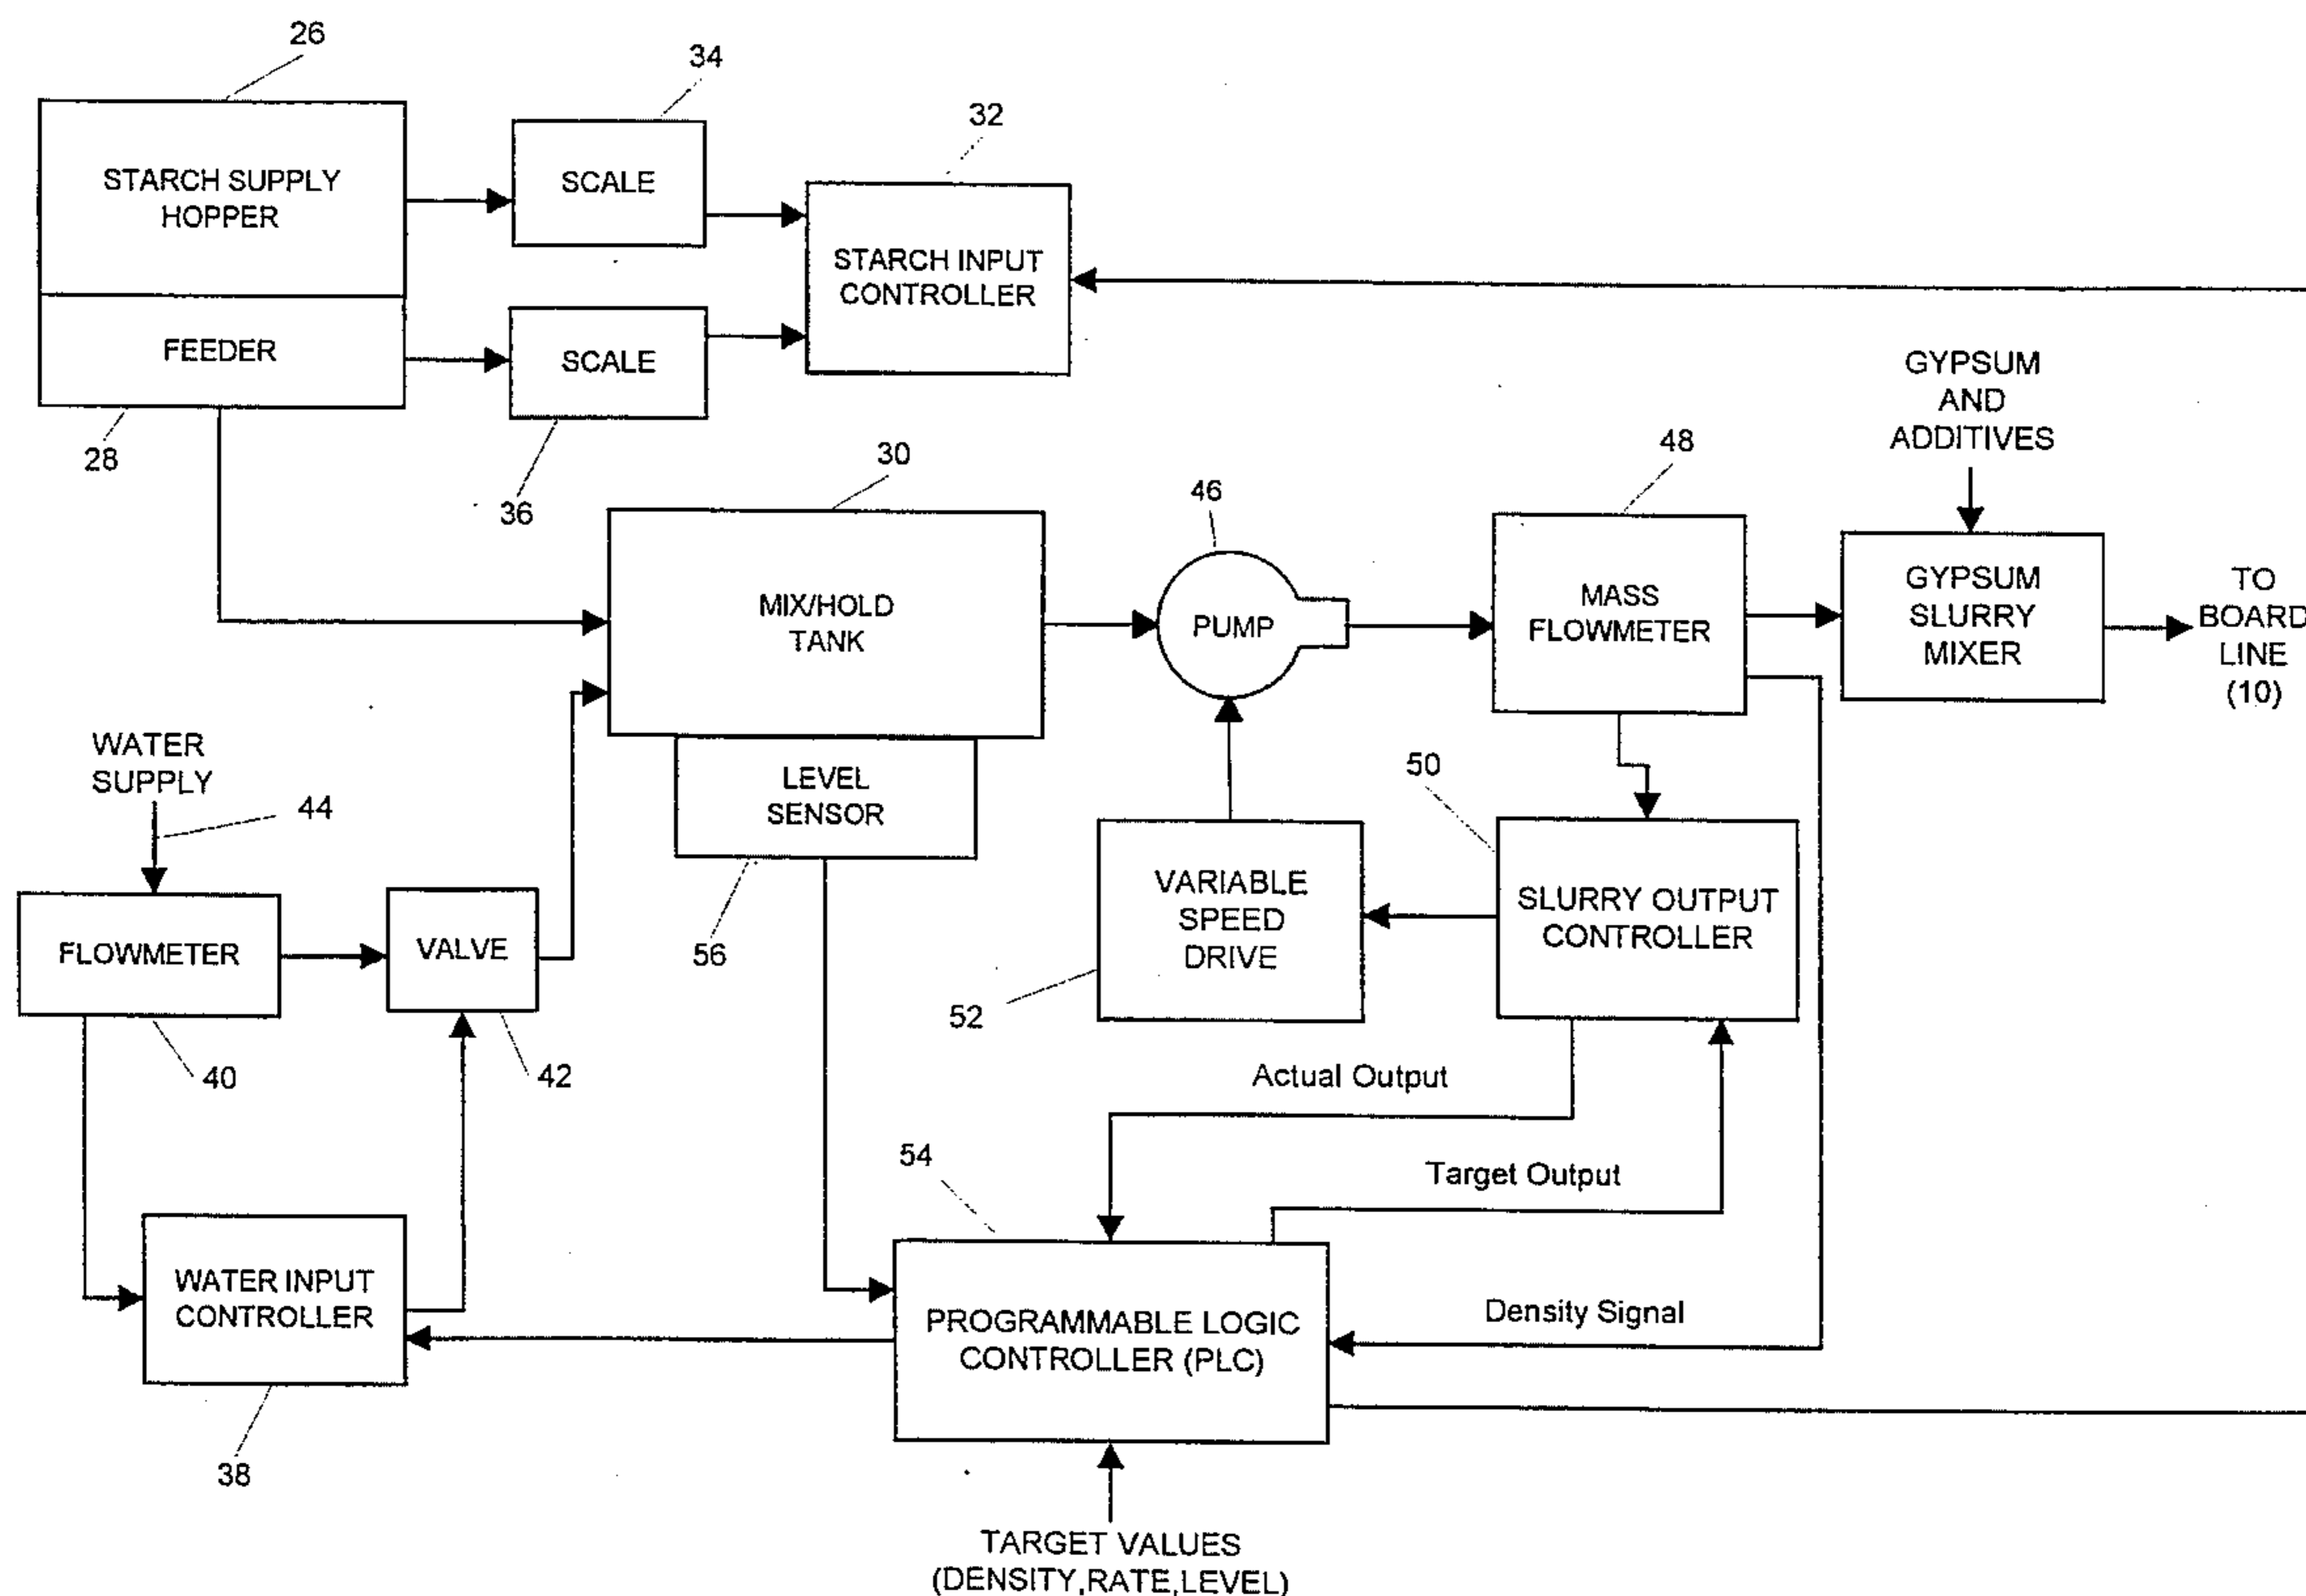 26
34
32
STARCH SUPPLY
HOPPER
SCALE
STARCH INPUT
CONTROLLER
FEEDER
SCALE
28
36
GYPSUM
AND
ADDITIVES
30
46
48
MIX/HOLD
TANK
PUMP
MASS
FLOWMETER
GYPSUM
SLURRY
MIXER
TO
BOARD
LINE
(10)
WATER
SUPPLY
44
LEVEL
SENSOR
50
FLOWMETER
VALVE
56
VARIABLE
SPEED
DRIVE
SLURRY OUTPUT
CONTROLLER
52
40
42
Actual Output
54
Target Output
WATER INPUT
CONTROLLER
PROGRAMMABLE LOGIC
CONTROLLER (PLC)
Density Signal
38
TARGET VALUES
(DENSITY,RATE,LEVEL)